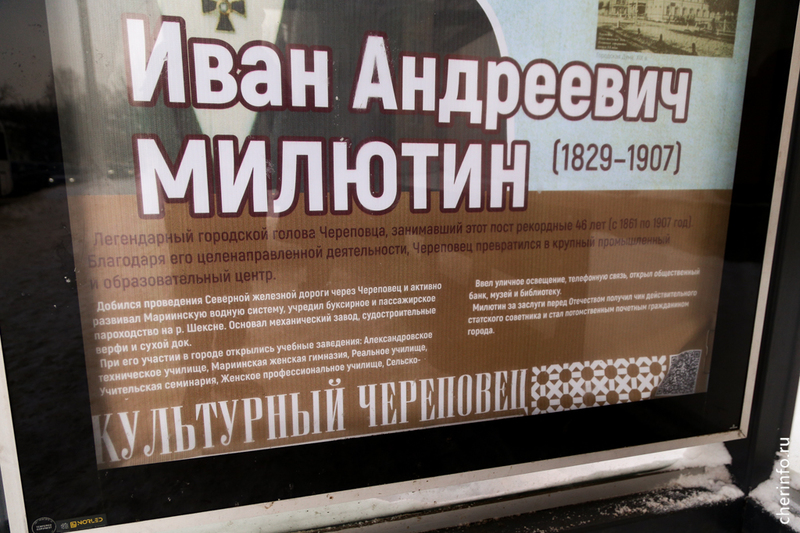 Иван Андреевич
МИЛЮТИН
(1829–1907)
Легендарный городской голова Череповца, занимавший этот пост рекордные 46 лет (с 1861 по 1907 год)
Благодаря его целенаправленной деятельности, Череповец превратился в крупный промышленный
и образовательный центр.
Добился проведения Северной железной дороги через Череповец и активно
развивал Мариинскую водную систему, учредил буксирное и пассажирское
пароходство на р. Шексне. Основал механический завод, судостроительные
верфи и сухой док.
При его участии в городе открылись учебные заведения: Александровское
техническое училище, Мариинская женская гимназия, Реальное училище,
Учительская семинария, Женское профессиональное училище, Сельско-
Ввел уличное освещение, телефонную связь, открыл общественный
банк, музей и библиотеку.
Милютин за заслуги перед Отечеством получил чин действительного
статского советника и стал потомственным почетным гражданином
города.
КУЛЬТУРНЫЙ ЧЕРЕПОВЕЦ
NORLED
cherinfo.ru